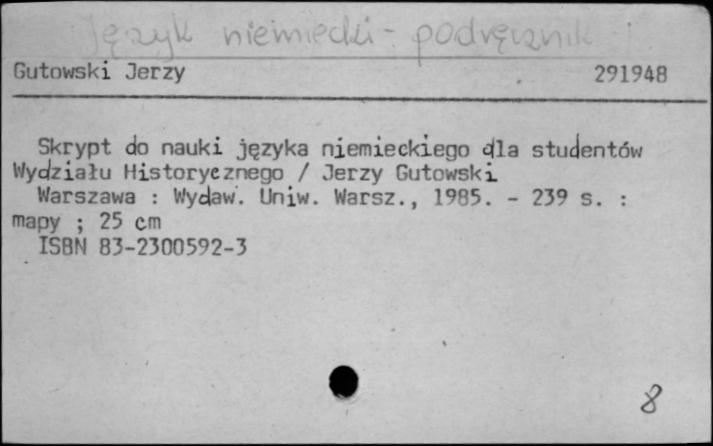 Język niemiecki - podręcznik
Gutowski Jerzy 291948
Skrypt do nauki języka niemieckiego dla studentów
Wydziału Historycznego / Jerzy Gutowski
Warszawa : Wydaw. Uniw. Warsz., 1985. - 239 s. :
mapy ; 25 cm
ISBN 83-2300592-3
8